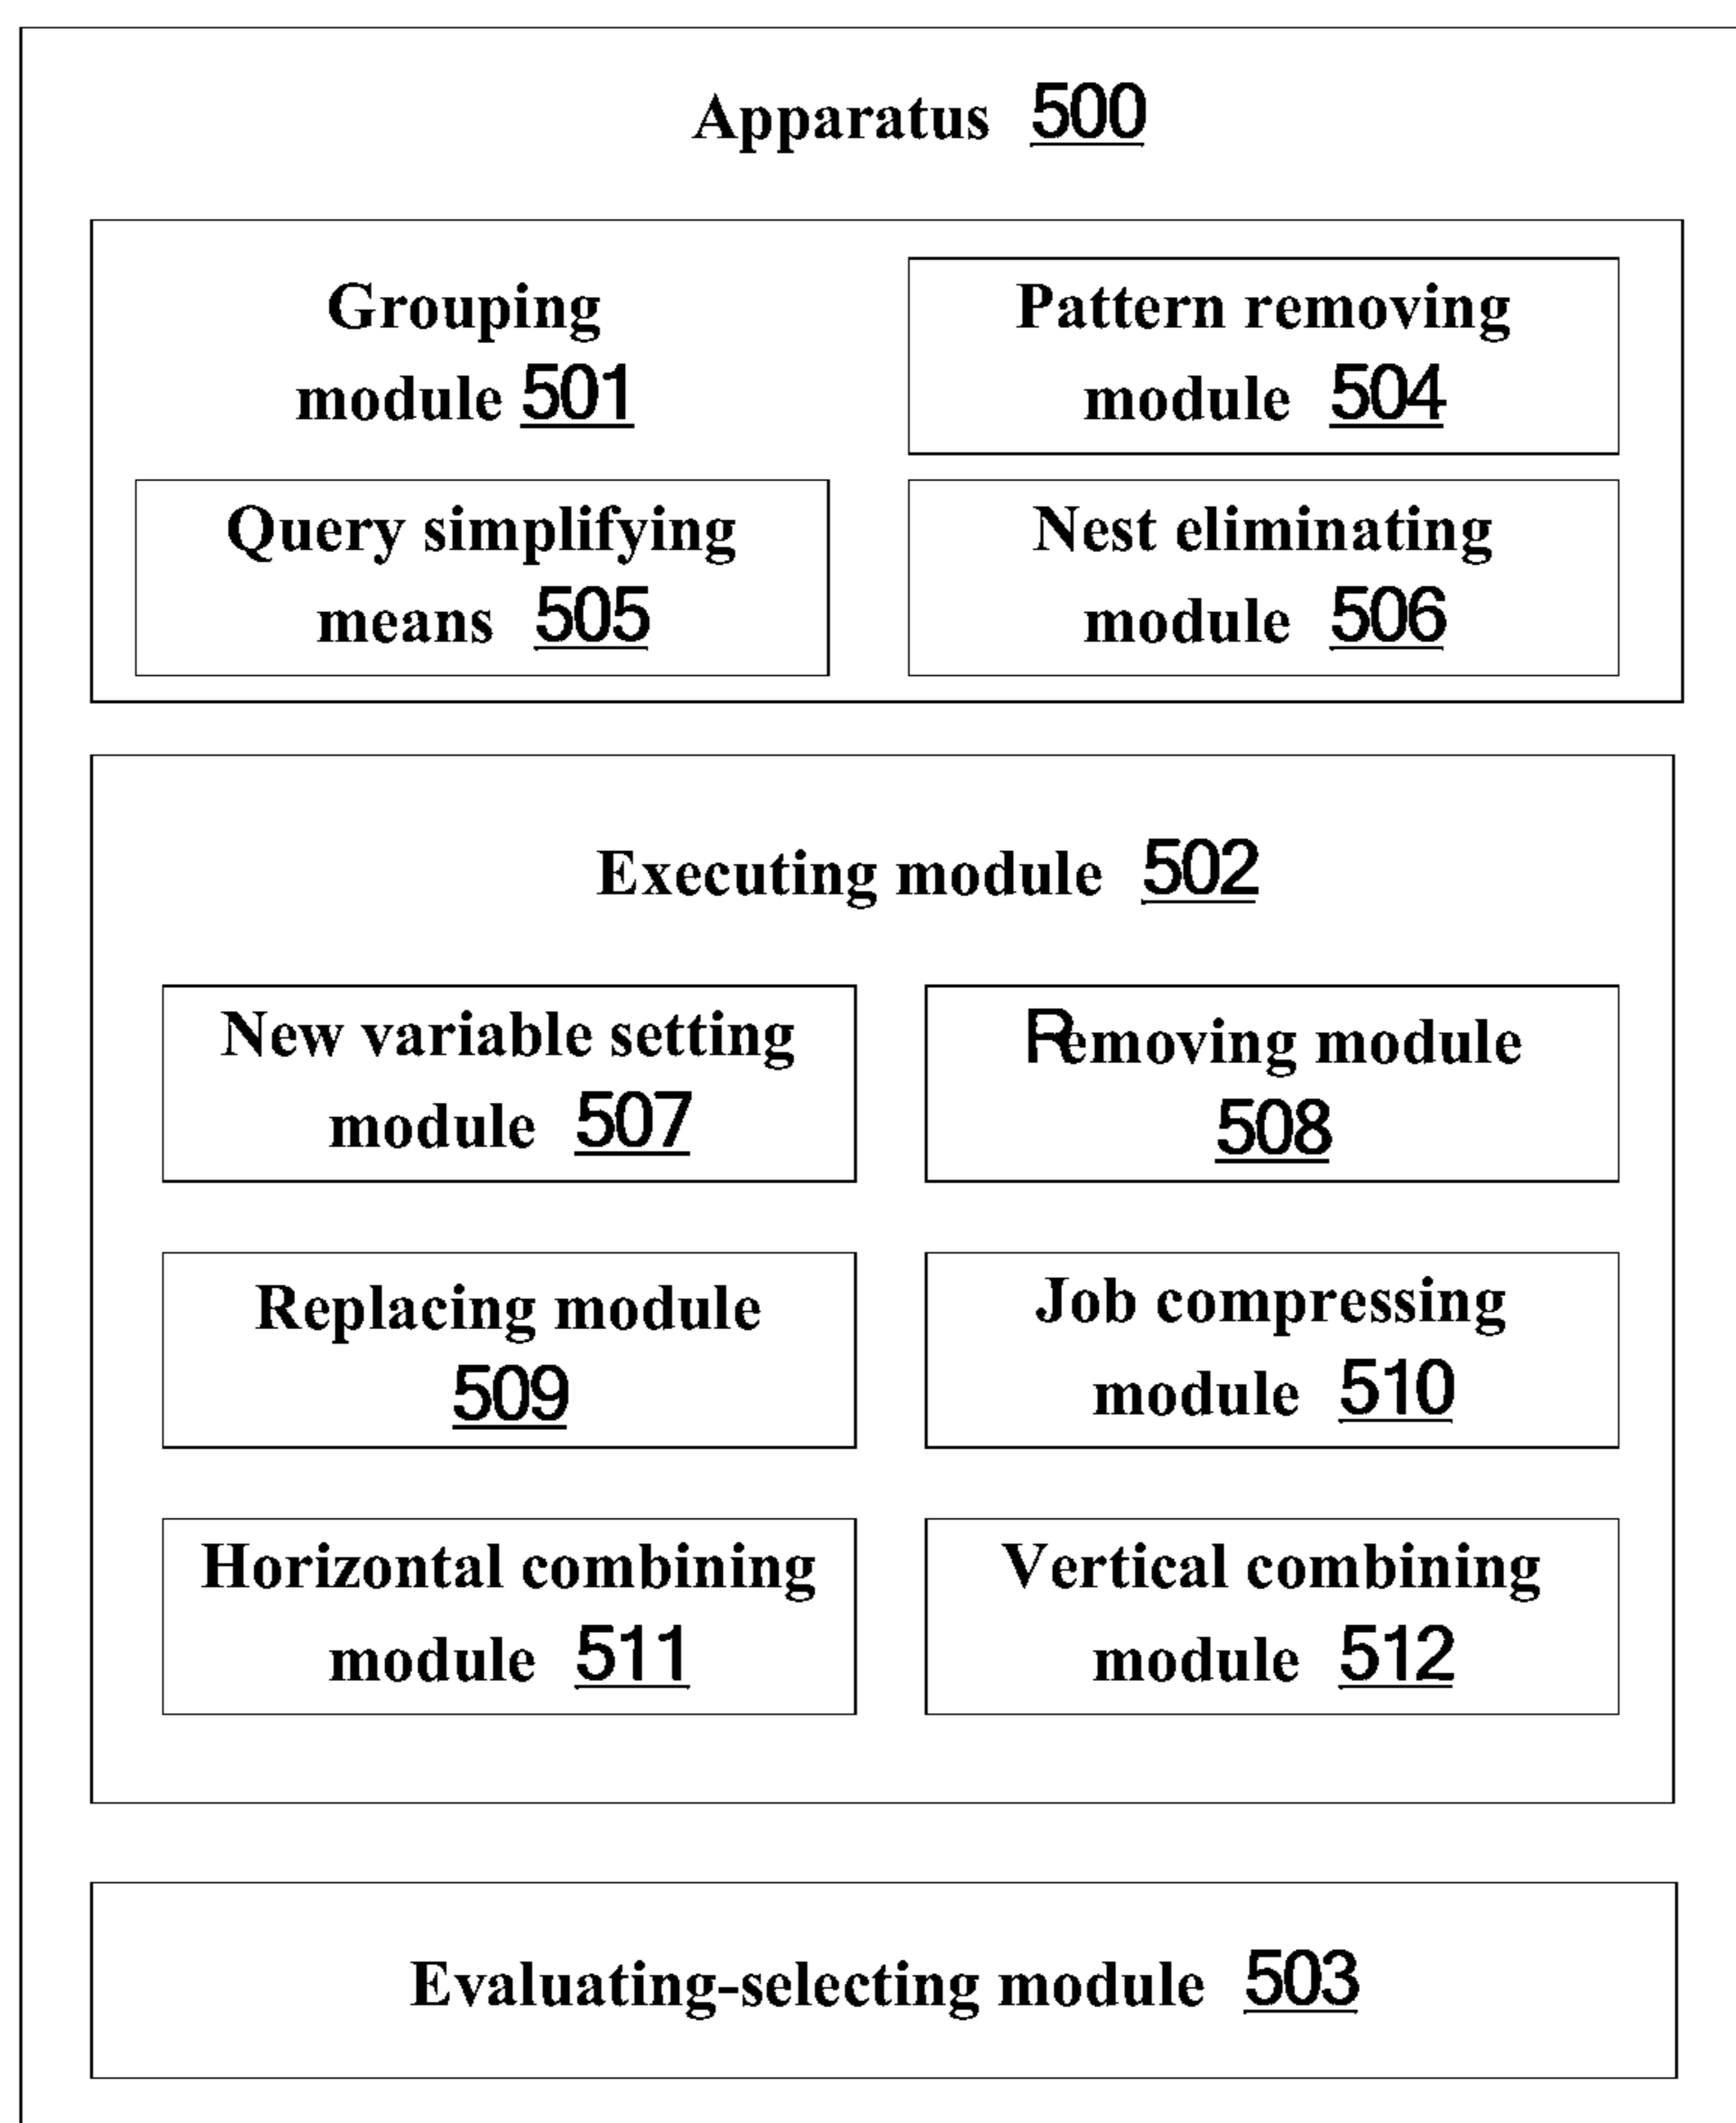 Apparatus 500
Grouping
module 501
Pattern removing
module 504
Query simplifying
means 505
Nest eliminating
module 506
Executing module 502
New variable setting
module 507
Removing module
508
Replacing module
509
Job compressing
module 510
Horizontal combining
module 511
Vertical combining
module 512
Evaluating-selecting module 503